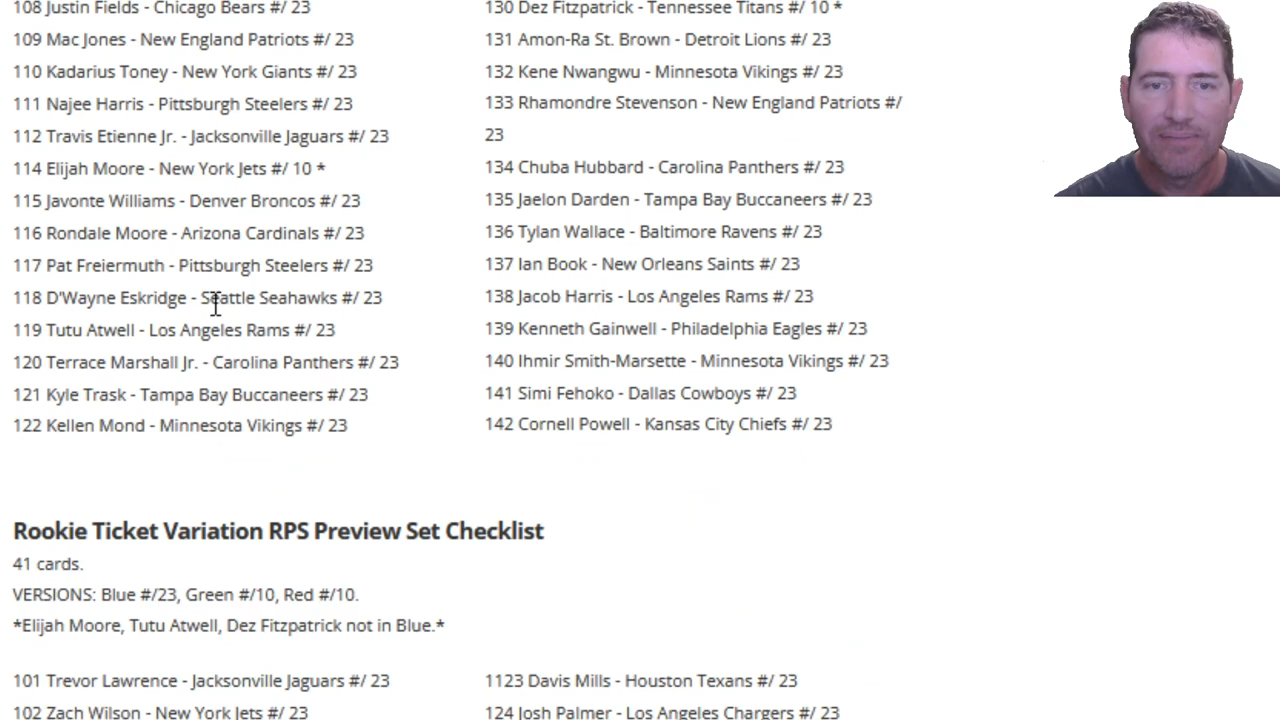 108 Justin Fields - Chicago Bears #/ 23
109 Mac Jones - New England Patriots #/ 23
110 Kadarius Toney - New York Giants #/ 23
111 Najee Harris - Pittsburgh Steelers #/ 23
112 Travis Etienne Jr. - Jacksonville Jaguars #/ 23
114 Elijah Moore - New York Jets #/ 10 *
115 Javonte Williams - Denver Broncos #/ 23
116 Rondale Moore - Arizona Cardinals #/ 23
117 Pat Freiermuth - Pittsburgh Steelers #/ 23
118 D'Wayne Eskridge - Seattle Seahawks #/ 23
119 Tutu Atwell - Los Angeles Rams #/ 23
120 Terrace Marshall Jr. - Carolina Panthers #/ 23
121 Kyle Trask - Tampa Bay Buccaneers #/ 23
122 Kellen Mond - Minnesota Vikings #/ 23
130 Dez Fitzpatrick - Tennessee Titans #/ 10 *
131 Amon-Ra St. Brown - Detroit Lions #/ 23
132 Kene Nwangwu - Minnesota Vikings #/ 23
133 Rhamondre Stevenson - New England Patriots #/
23
134 Chuba Hubbard - Carolina Panthers #/ 23
135 Jaelon Darden - Tampa Bay Buccaneers #/ 23
136 Tylan Wallace - Baltimore Ravens #/ 23
137 Ian Book - New Orleans Saints #/ 23
138 Jacob Harris - Los Angeles Rams #/ 23
139 Kenneth Gainwell - Philadelphia Eagles #/ 23
140 Ihmir Smith-Marsette - Minnesota Vikings #/ 23
141 Simi Fehoko - Dallas Cowboys #/ 23
142 Cornell Powell - Kansas City Chiefs #/ 23
Rookie Ticket Variation RPS Preview Set Checklist
41 cards.
VERSIONS: Blue #/23, Green #/10, Red #/10.
*Elijah Moore, Tutu Atwell, Dez Fitzpatrick not in Blue.*
101 Trevor Lawrence - Jacksonville Jaguars #/ 23
102 Zach Wilson - New York Jets #/ 23
1123 Davis Mills - Houston Texans #/ 23
124 Josh Palmer - Los Angeles Chargers #/ 23